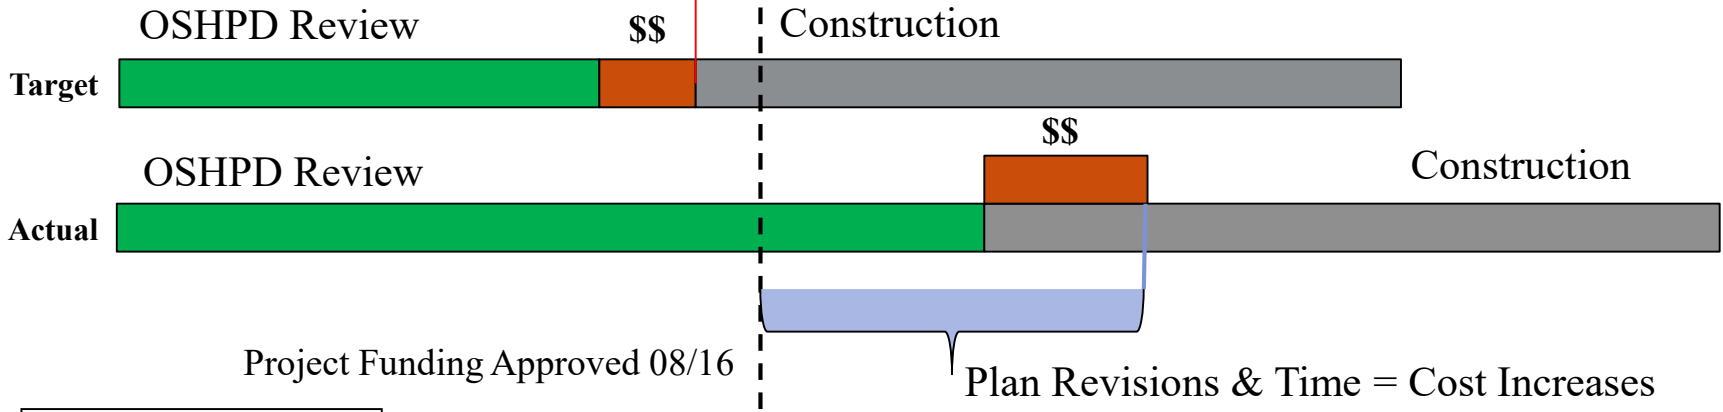 OSHPD Review $$ Construction
Target
$$
OSHPD Review Construction
Actual
Project Funding Approved 08/16
Plan Revisions & Time = Cost Increases